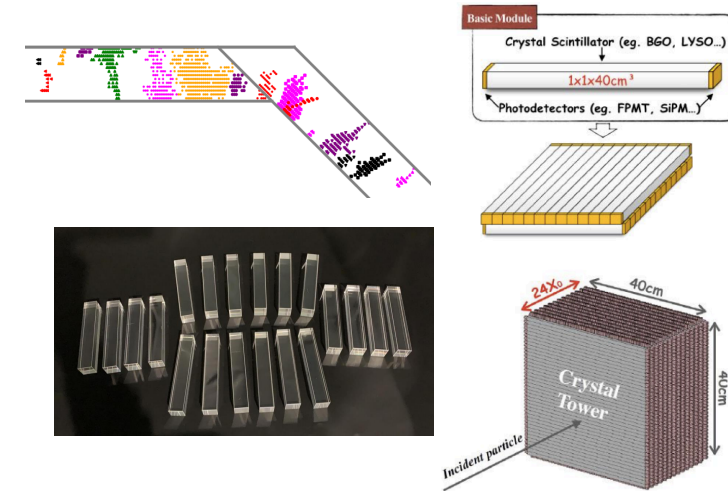 Basic Module
Crystal Scintillator (eg. BGO, LYSO…)
1x1x40cm³
Photodetectors (eg. FPMT, SiPM…)
24X₀
40cm
40cm
Crystal
Tower
Incident particle